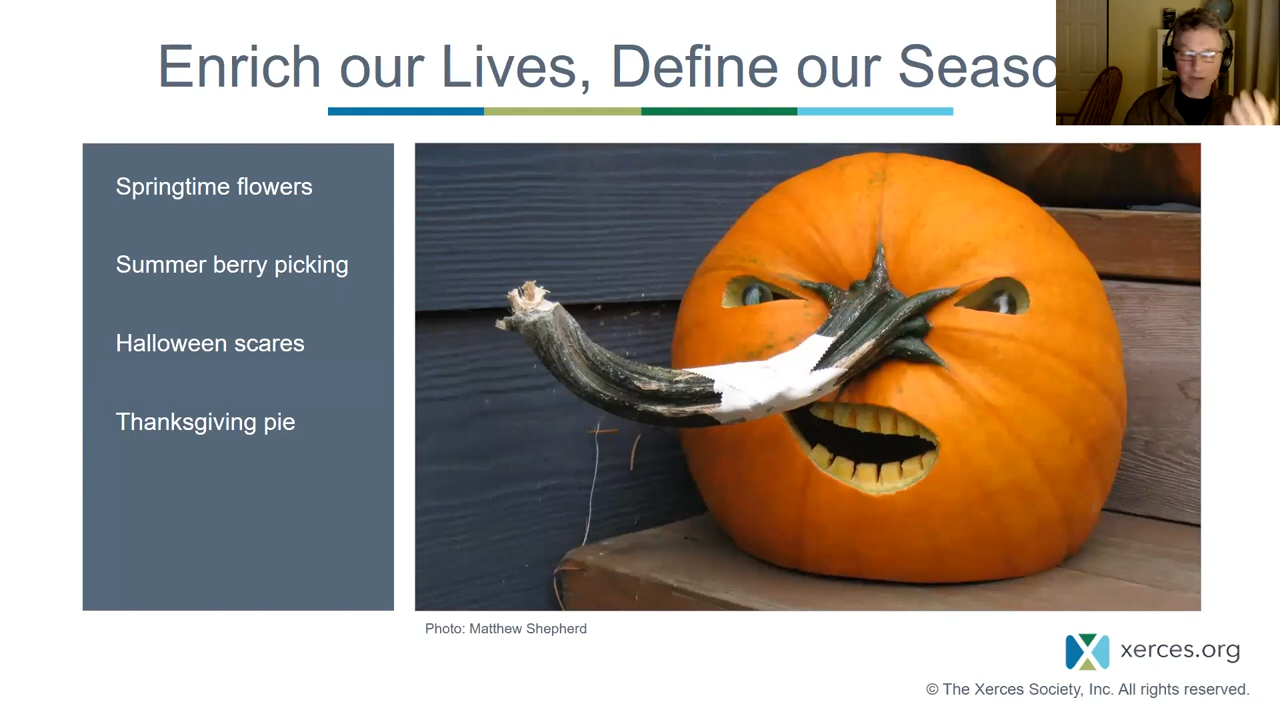 Enrich our Lives, Define our Seaso
Springtime flowers
Summer berry picking
Halloween scares
Thanksgiving pie
Photo: Matthew Shepherd
xerces.org
© The Xerces Society, Inc. All rights reserved.